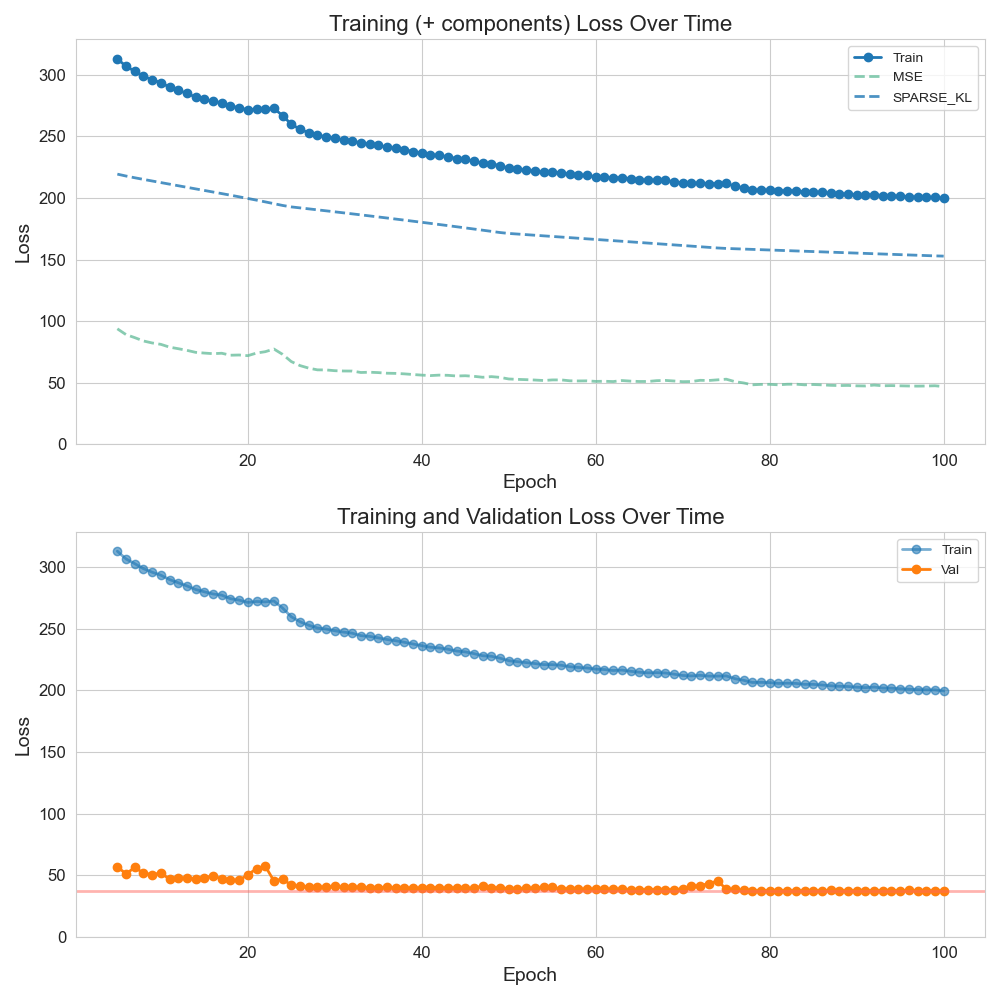 Training (+ components) Loss Over Time
Train
MSE
SPARSE_KL
300
250
200
150
100
50
0
Loss
20 40 60 80 100
Epoch
Training and Validation Loss Over Time
Train
Val
300
250
200
150
100
50
0
Loss
20 40 60 80 100
Epoch